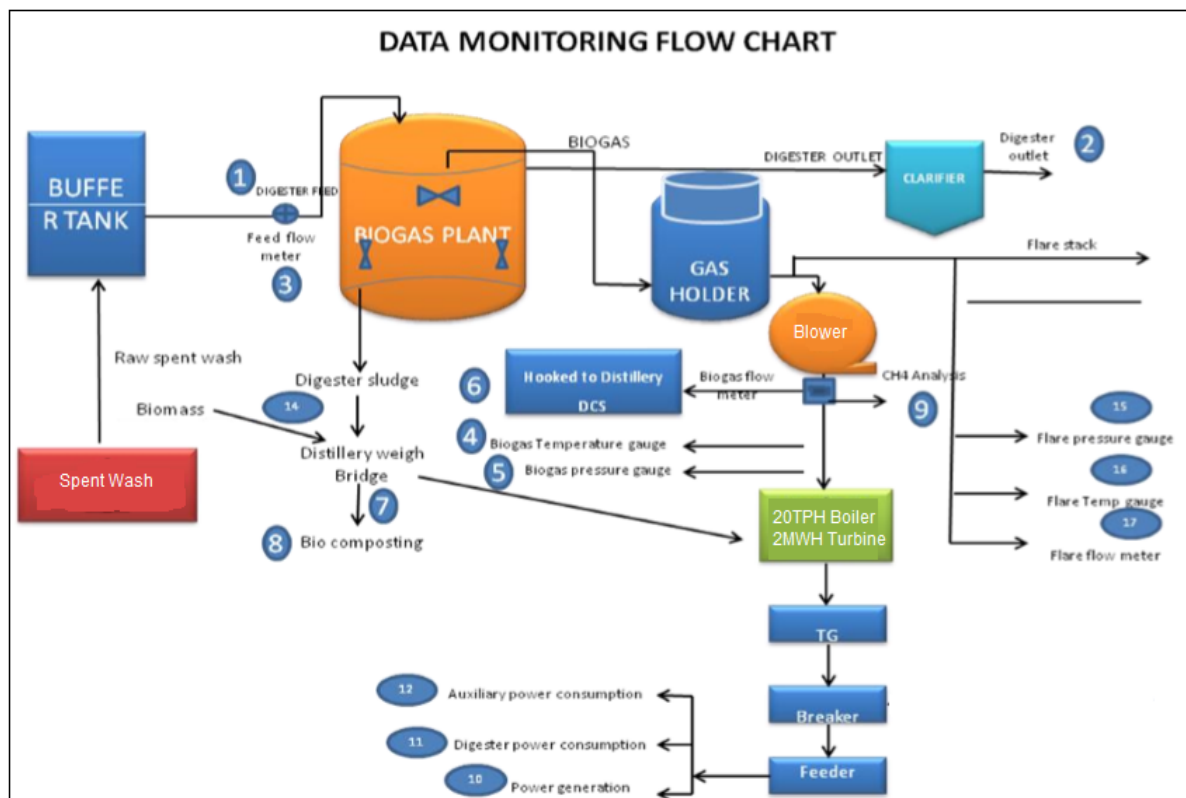 DATA MONITORING FLOW CHART
BUFFE
R TANK
1
DIGESTER FEED
Feed flow
meter
3
BIOGAS PLANT
BIOGAS
DIGESTER OUTLET
CLARIFIER
Digester
outlet
2
GAS
HOLDER
Flare stack
Blower
Raw spent wash
Biomass
14
Digester sludge
6
Hooked to Distillery
DCS
Biogas flow
meter
CH4 Analysis
9
4
Biogas Temperature gauge
5
Biogas pressure gauge
15
Flare pressure gauge
16
Flare Temp gauge
17
Flare flow meter
Spent Wash
Distillery weigh
Bridge
7
8
Bio composting
20TPH Boiler
2MWH Turbine
TG
Breaker
Feeder
12
Auxiliary power consumption
11
Digester power consumption
10
Power generation